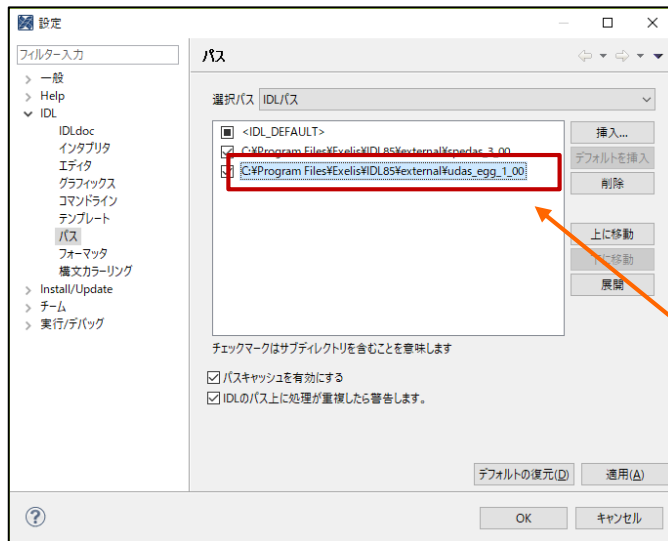 設定
フィルター入力
一般
Help
IDL
IDLdoc
インタプリタ
エディタ
グラフィックス
コマンドライン
テンプレート
パス
フォーマッタ
構文カラーリング
Install/Update
チーム
実行/デバッグ
パス
選択パス IDLパス
<IDL_DEFAULT>
C:¥Program Files¥Exelis¥IDL85¥external¥spedas_3_00
C:¥Program Files¥Exelis¥IDL85¥external¥udas_egg_1_00
挿入...
デフォルトを挿入
削除
上に移動
下に移動
展開
チェックマークはサブディレクトリを含むことを意味します
パスキャッシュを有効にする
IDLのパス上に処理が重複したら警告します。
デフォルトの復元(D) 適用(A)
OK キャンセル